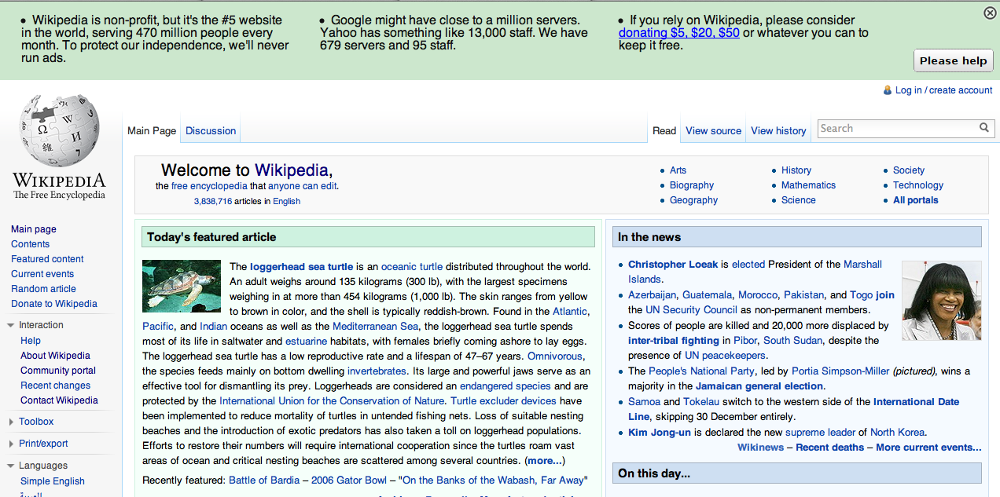 • Wikipedia is non-profit, but it's the #5 website
in the world, serving 470 million people every
month. To protect our independence, we'll never
run ads.
• Google might have close to a million servers.
Yahoo has something like 13,000 staff. We have
679 servers and 95 staff.
• If you rely on Wikipedia, please consider
donating $5, $20, $50 or whatever you can to
keep it free.
Please help
Log in / create account
Ω W И 維
WIKIPEDIA
The Free Encyclopedia
Main Page
Discussion
Read
View source
View history
Search
Welcome to Wikipedia,
the free encyclopedia that anyone can edit.
3,838,716 articles in English
• Arts
• Biography
• Geography
• History
• Mathematics
• Science
• Society
• Technology
• All portals
Main page
Contents
Featured content
Current events
Random article
Donate to Wikipedia
Interaction
Help
About Wikipedia
Community portal
Recent changes
Contact Wikipedia
Toolbox
Print/export
Languages
Simple English
العربية
Today's featured article
The loggerhead sea turtle is an oceanic turtle distributed throughout the world.
An adult weighs around 135 kilograms (300 lb), with the largest specimens
weighing in at more than 454 kilograms (1,000 lb). The skin ranges from yellow
to brown in color, and the shell is typically reddish-brown. Found in the Atlantic,
Pacific, and Indian oceans as well as the Mediterranean Sea, the loggerhead sea turtle spends
most of its life in saltwater and estuarine habitats, with females briefly coming ashore to lay eggs.
The loggerhead sea turtle has a low reproductive rate and a lifespan of 47–67 years. Omnivorous,
the species feeds mainly on bottom dwelling invertebrates. Its large and powerful jaws serve as an
effective tool for dismantling its prey. Loggerheads are considered an endangered species and are
protected by the International Union for the Conservation of Nature. Turtle excluder devices have
been implemented to reduce mortality of turtles in untended fishing nets. Loss of suitable nesting
beaches and the introduction of exotic predators has also taken a toll on loggerhead populations.
Efforts to restore their numbers will require international cooperation since the turtles roam vast
areas of ocean and critical nesting beaches are scattered among several countries. (more...)
Recently featured: Battle of Bardia – 2006 Gator Bowl – "On the Banks of the Wabash, Far Away"
In the news
• Christopher Loeak is elected President of the Marshall
Islands.
• Azerbaijan, Guatemala, Morocco, Pakistan, and Togo join
the UN Security Council as non-permanent members.
• Scores of people are killed and 20,000 more displaced by
inter-tribal fighting in Pibor, South Sudan, despite the
presence of UN peacekeepers.
• The People's National Party, led by Portia Simpson-Miller (pictured), wins a
majority in the Jamaican general election.
• Samoa and Tokelau switch to the western side of the International Date
Line, skipping 30 December entirely.
• Kim Jong-un is declared the new supreme leader of North Korea.
Wikinews – Recent deaths – More current events...
On this day...